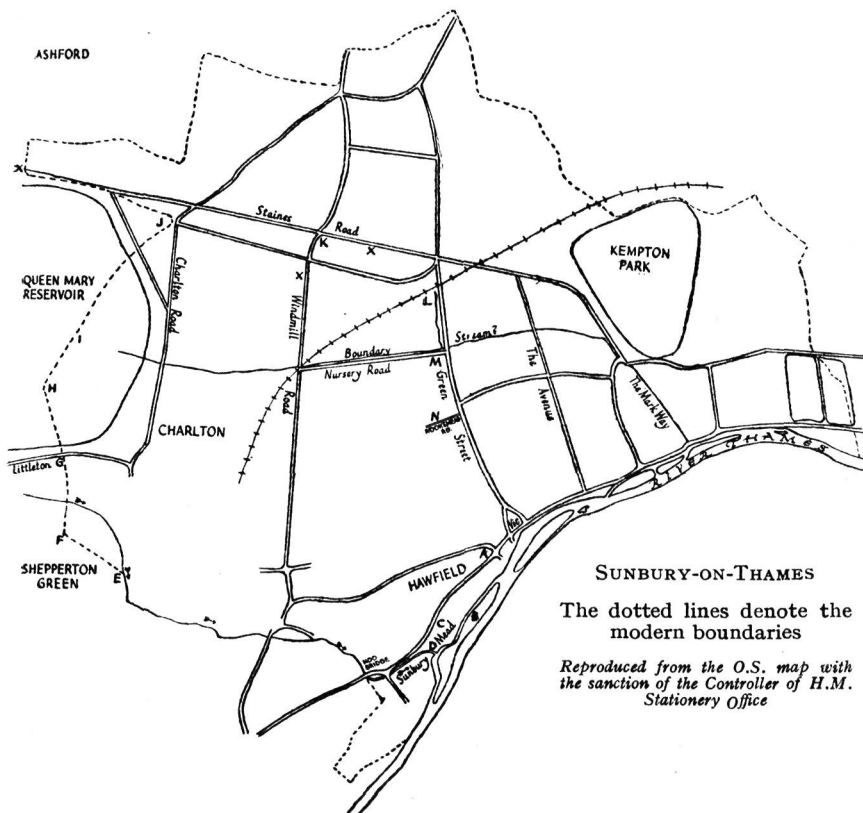 ASHFORD
X
J
Staines
Road
K
X
X
KEMPTON
PARK
QUEEN MARY
RESERVOIR
Charlton Road
Windmill
Road
I
L
Boundary
Stream?
Nursery Road
M
The
Avenue
Green
Street
The Mark Way
H
N
CHARLTON
Littleton
G
RIVER THAMES
F
E
SHEPPERTON
GREEN
A
HAWFIELD
C
B
D
Sunbury
Mead
BRIDGE
SUNBURY-ON-THAMES
The dotted lines denote the
modern boundaries
Reproduced from the O.S. map with
the sanction of the Controller of H.M.
Stationery Office